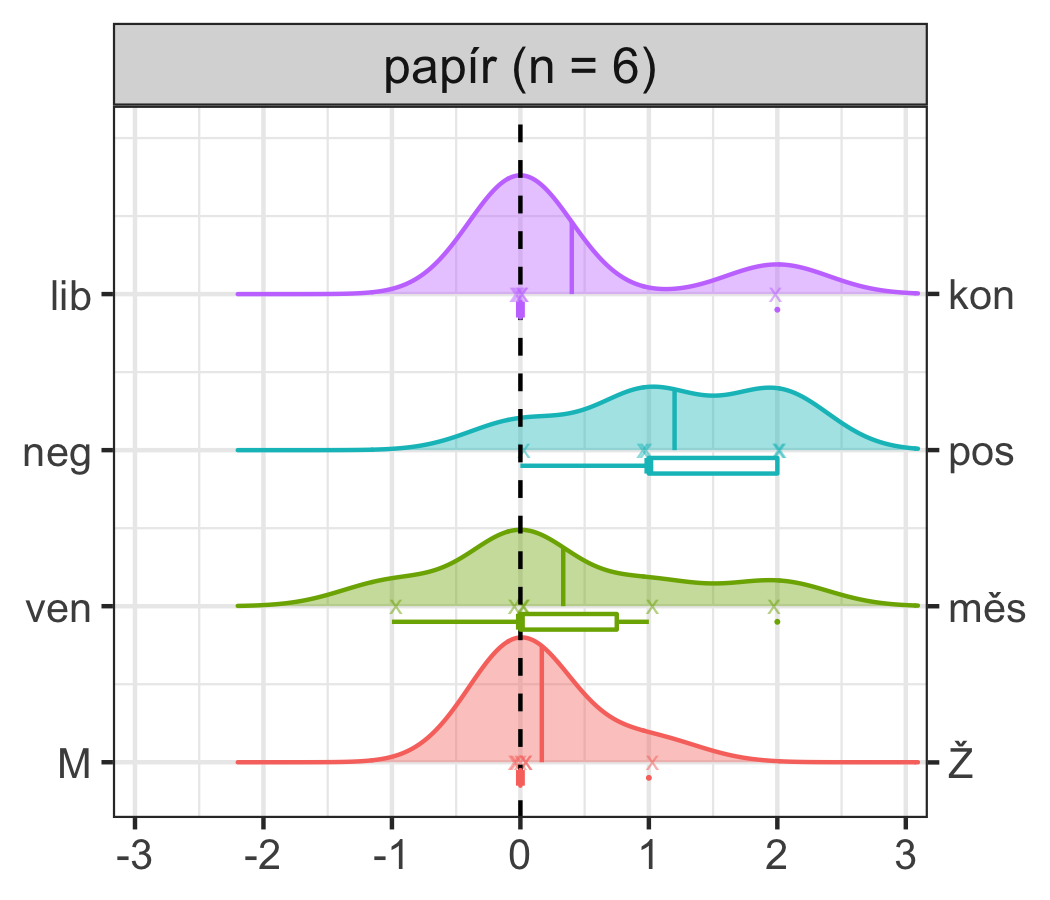 papír (n = 6)
lib kon
neg pos
ven měs
M Ž
-3 -2 -1 0 1 2 3